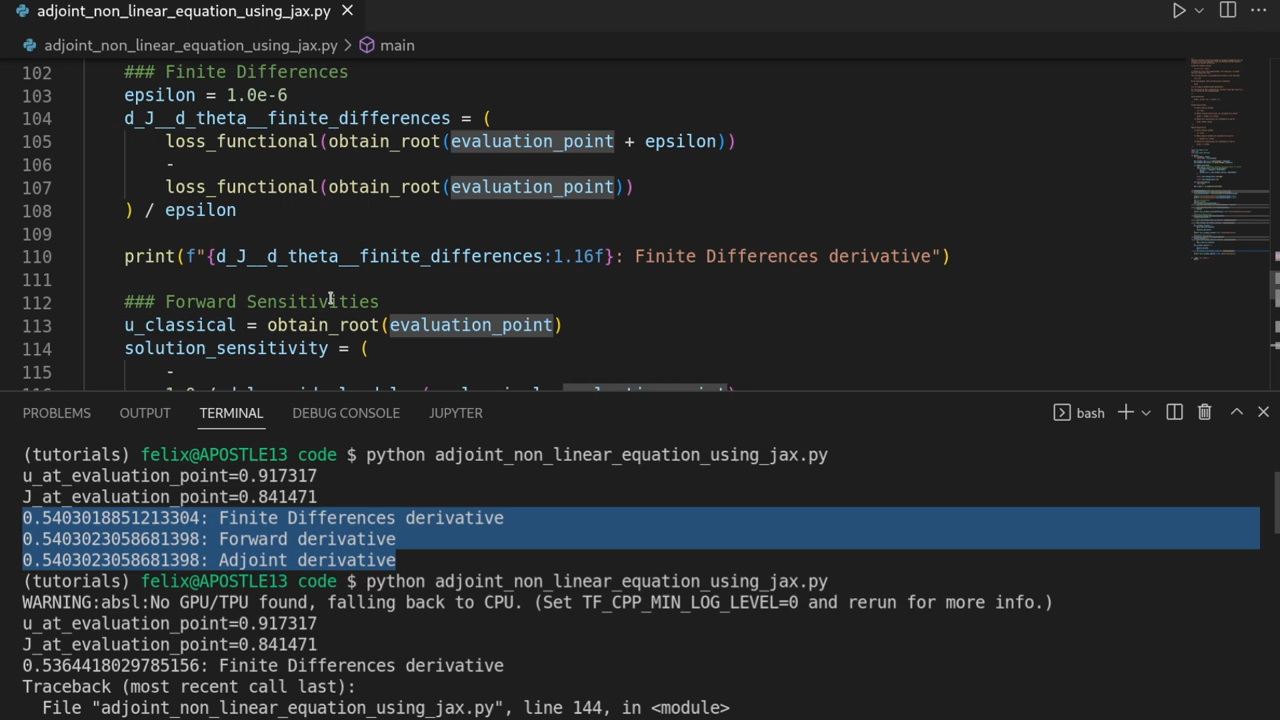 adjoint_non_linear_equation_using_jax.py
adjoint_non_linear_equation_using_jax.py > main
102 ### Finite Differences
103 epsilon = 1.0e-6
104 d_J__d_theta__finite_differences = (
105 loss_functional(obtain_root(evaluation_point + epsilon))
106 -
107 loss_functional(obtain_root(evaluation_point))
108 ) / epsilon
109
110 print(f"{d_J__d_theta__finite_differences:1.16f}: Finite Differences derivative")
111
112 ### Forward Sensitivities
113 u_classical = obtain_root(evaluation_point)
114 solution_sensitivity = (
115 -
PROBLEMS OUTPUT TERMINAL DEBUG CONSOLE JUPYTER bash
(tutorials) felix@APOSTLE13 code $ python adjoint_non_linear_equation_using_jax.py
u_at_evaluation_point=0.917317
J_at_evaluation_point=0.841471
0.5403018851213304: Finite Differences derivative
0.5403023058681398: Forward derivative
0.5403023058681398: Adjoint derivative
(tutorials) felix@APOSTLE13 code $ python adjoint_non_linear_equation_using_jax.py
WARNING:absl:No GPU/TPU found, falling back to CPU. (Set TF_CPP_MIN_LOG_LEVEL=0 and rerun for more info.)
u_at_evaluation_point=0.917317
J_at_evaluation_point=0.841471
0.5364418029785156: Finite Differences derivative
Traceback (most recent call last):
File "adjoint_non_linear_equation_using_jax.py", line 144, in <module>